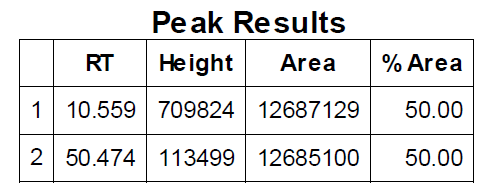 Peak Results
RT Height Area % Area
1 10.559 709824 12687129 50.00
2 50.474 113499 12685100 50.00